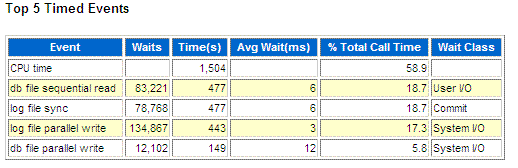 Top 5 Timed Events
Event Waits Time(s) Avg Wait(ms) % Total Call Time Wait Class
CPU time 1,504 58.9
db file sequential read 83,221 477 6 18.7 User I/O
log file sync 78,768 477 6 18.7 Commit
log file parallel write 134,867 443 3 17.3 System I/O
db file parallel write 12,102 149 12 5.8 System I/O